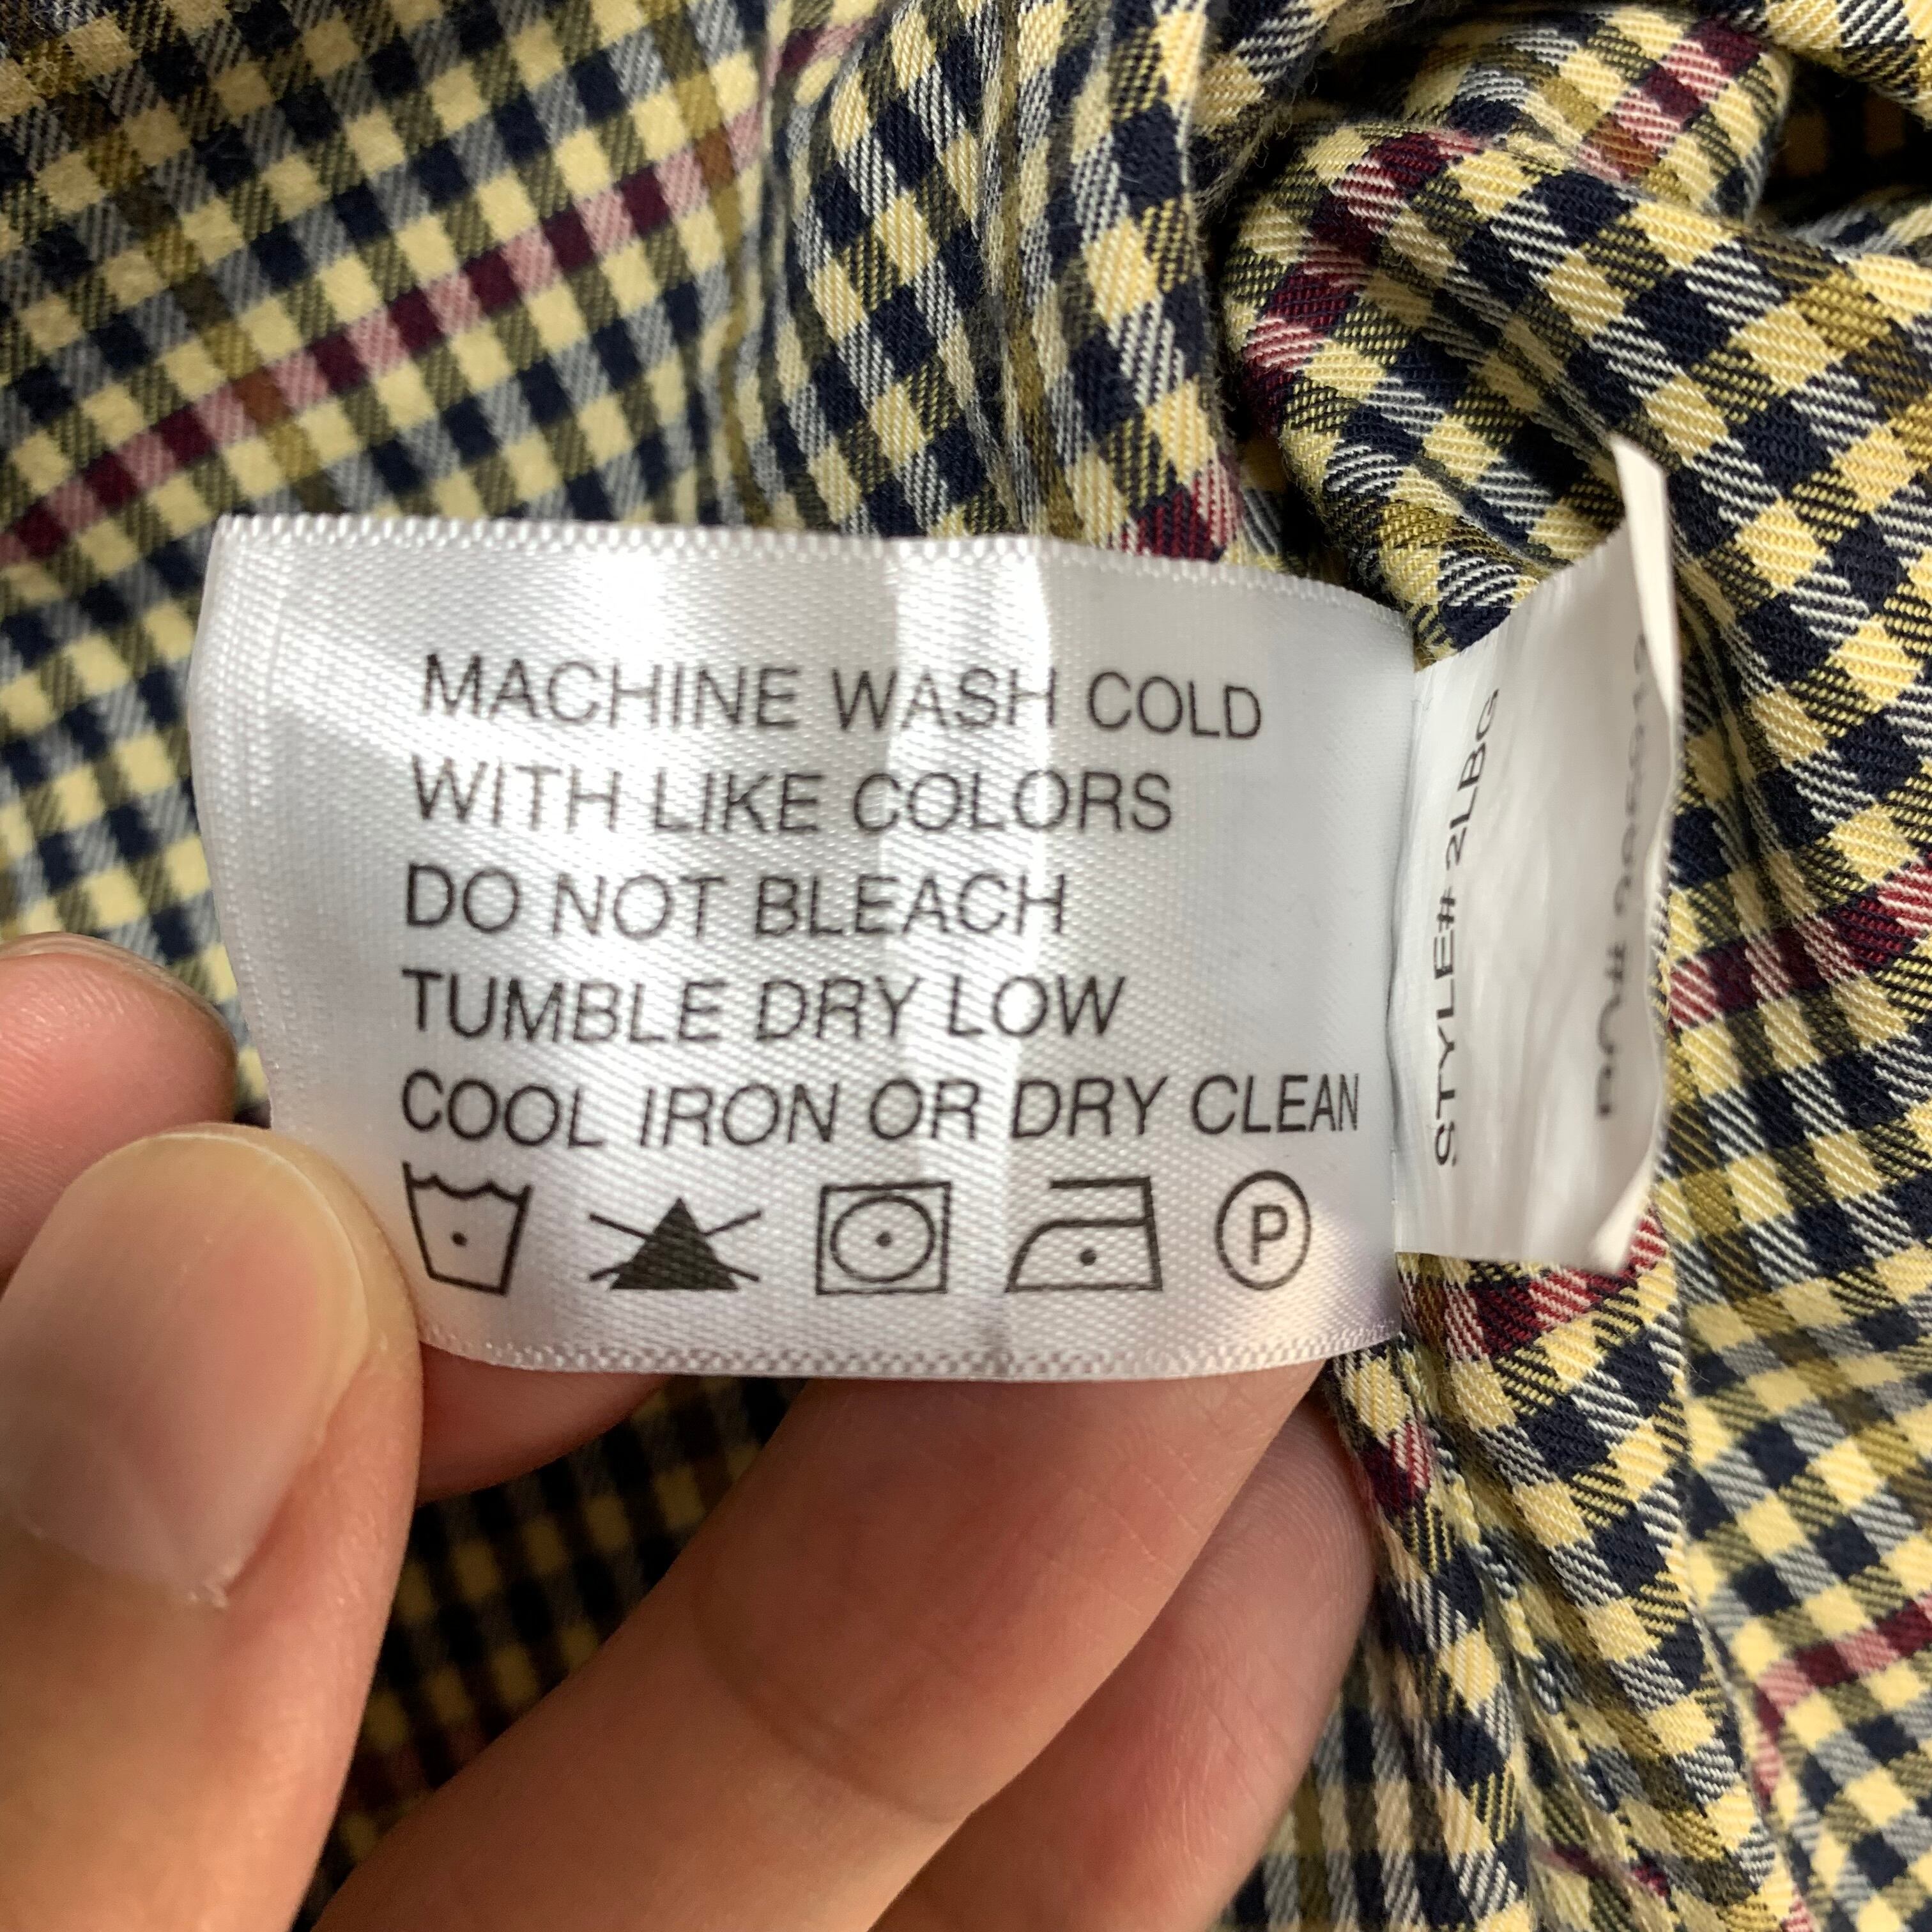 MACHINE WASH COLD
WITH LIKE COLORS
DO NOT BLEACH
TUMBLE DRY LOW
COOL IRON OR DRY CLEAN
P
STYLE# 2LBG